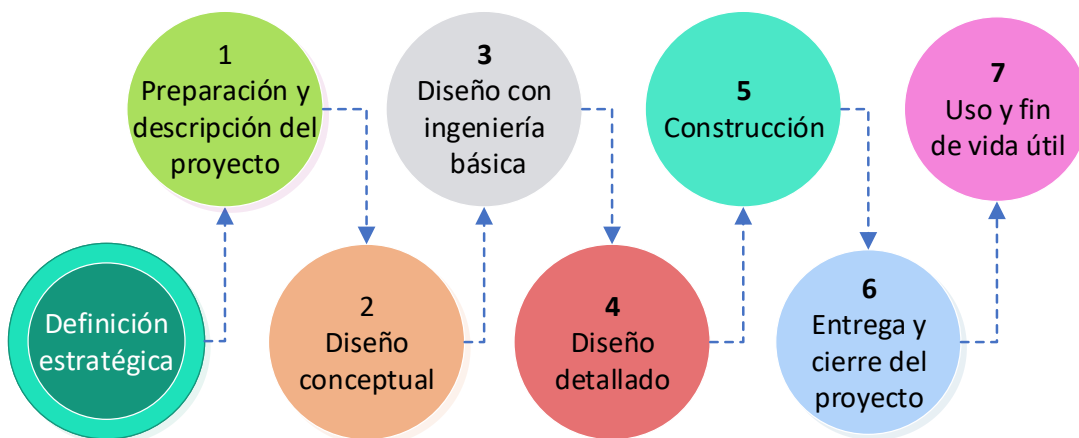 Definición
estratégica
1
Preparación y
descripción del
proyecto
2
Diseño
conceptual
3
Diseño con
ingeniería
básica
4
Diseño
detallado
5
Construcción
6
Entrega y
cierre del
proyecto
7
Uso y fin
de vida útil